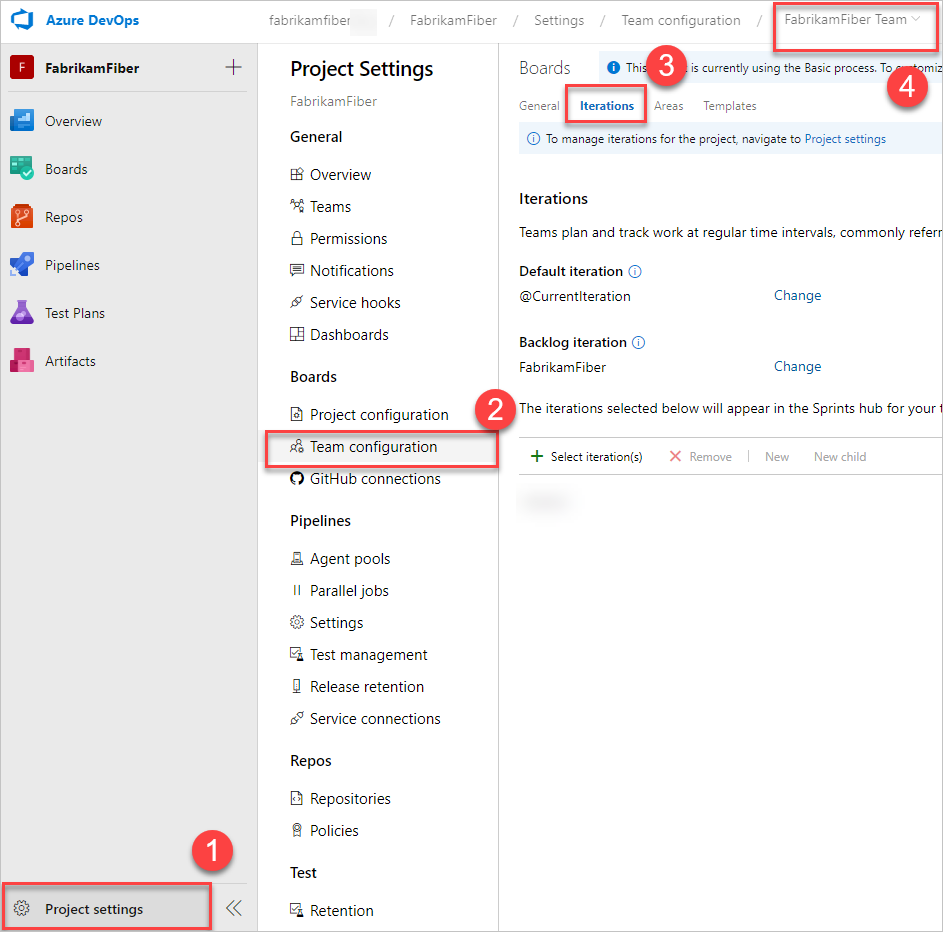 Azure DevOps
fabrikamfiber / FabrikamFiber / Settings / Team configuration / FabrikamFiber Team
4
F FabrikamFiber
Overview
Boards
Repos
Pipelines
Test Plans
Artifacts
1
Project settings
Project Settings
FabrikamFiber
General
Overview
Teams
Permissions
Notifications
Service hooks
Dashboards
Boards
Project configuration
2
Team configuration
GitHub connections
Pipelines
Agent pools
Parallel jobs
Settings
Test management
Release retention
Service connections
Repos
Repositories
Policies
Test
Retention
Boards
This is currently using the Basic process. To customiz
3
General Iterations Areas Templates
To manage iterations for the project, navigate to Project settings
Iterations
Teams plan and track work at regular time intervals, commonly referr
Default iteration
@CurrentIteration Change
Backlog iteration
FabrikamFiber Change
The iterations selected below will appear in the Sprints hub for your t
Select iteration(s) Remove New New child